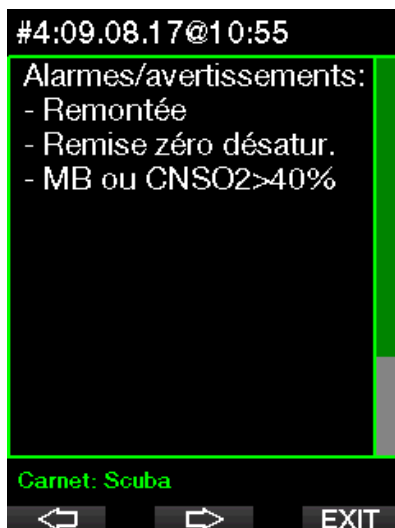 #4:09.08.17@10:55
Alarmes/avertissements:
- Remontée
- Remise zéro désatur.
- MB ou CNSO2>40%
Carnet: Scuba
EXIT